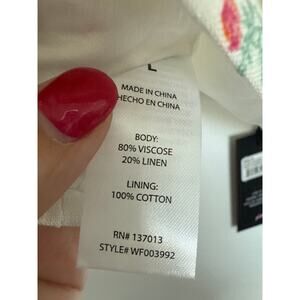 L
MADE IN CHINA
HECHO EN CHINA
BODY:
80% VISCOSE
20% LINEN
LINING:
100% COTTON
RN# 137013
STYLE# WF003992